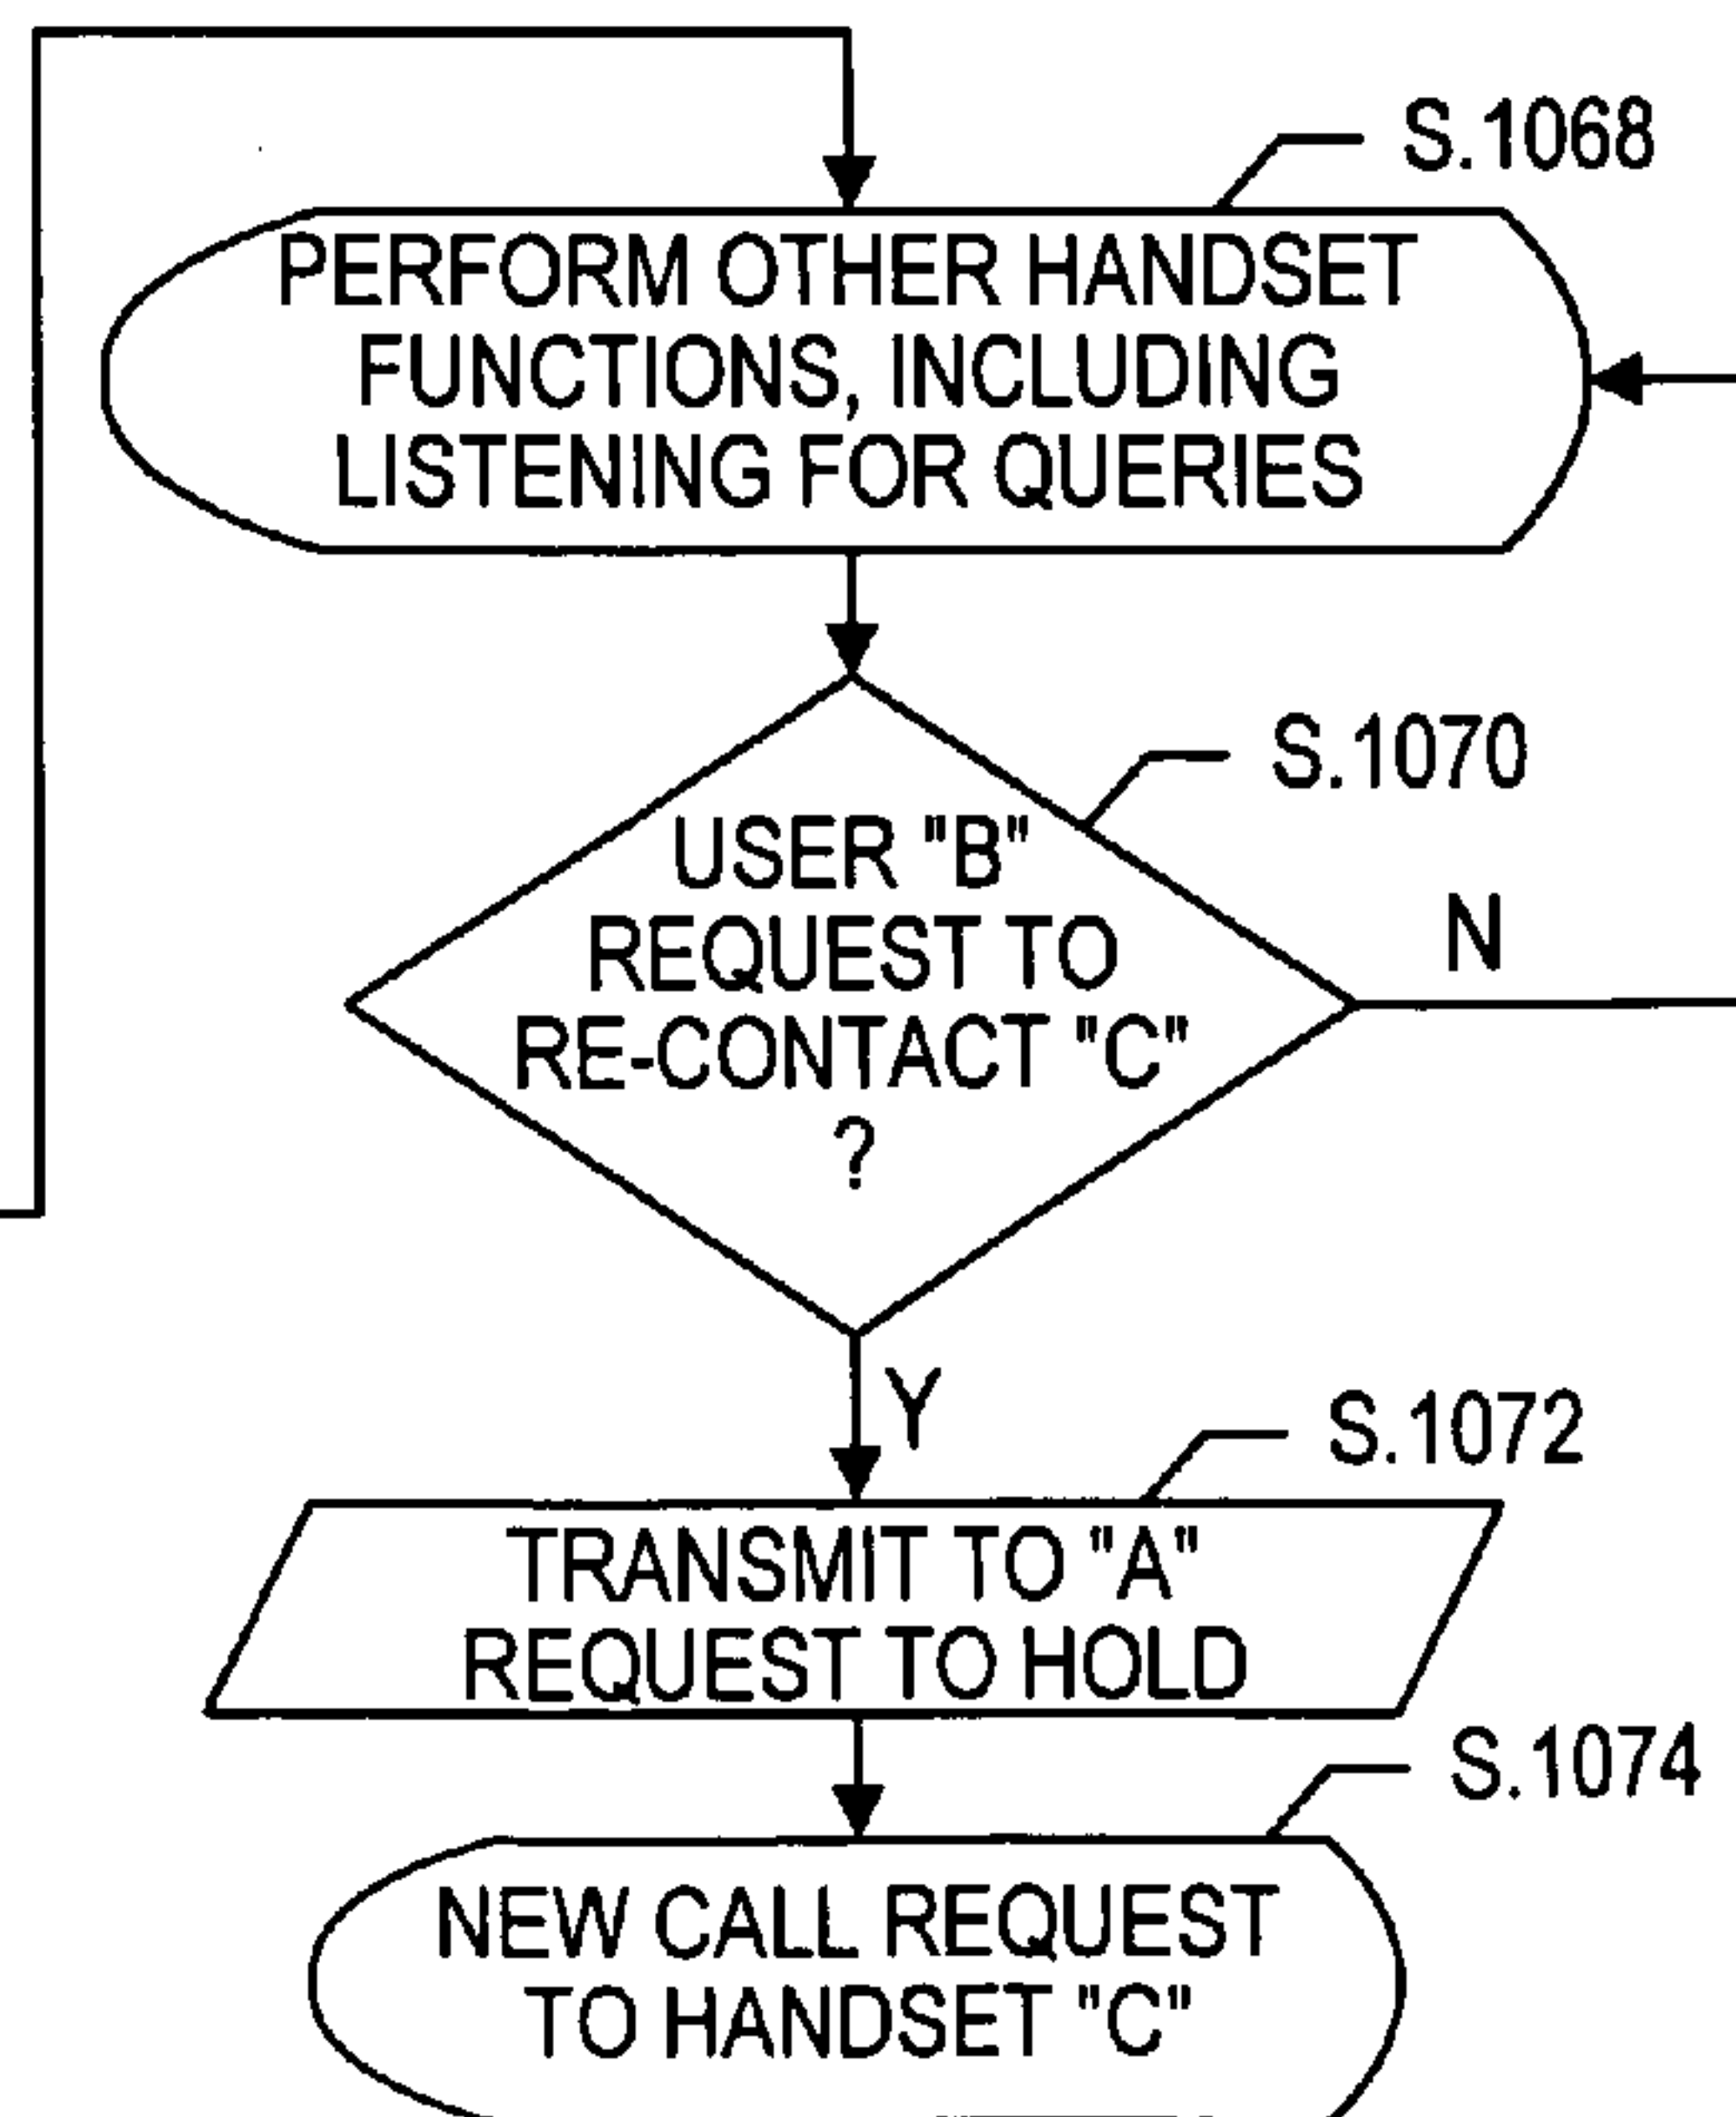 S.1068
PERFORM OTHER HANDSET
FUNCTIONS, INCLUDING
LISTENING FOR QUERIES
S.1070
USER "B"
REQUEST TO
RE-CONTACT "C"
?
N
Y
S.1072
TRANSMIT TO "A"
REQUEST TO HOLD
S.1074
NEW CALL REQUEST
TO HANDSET "C"